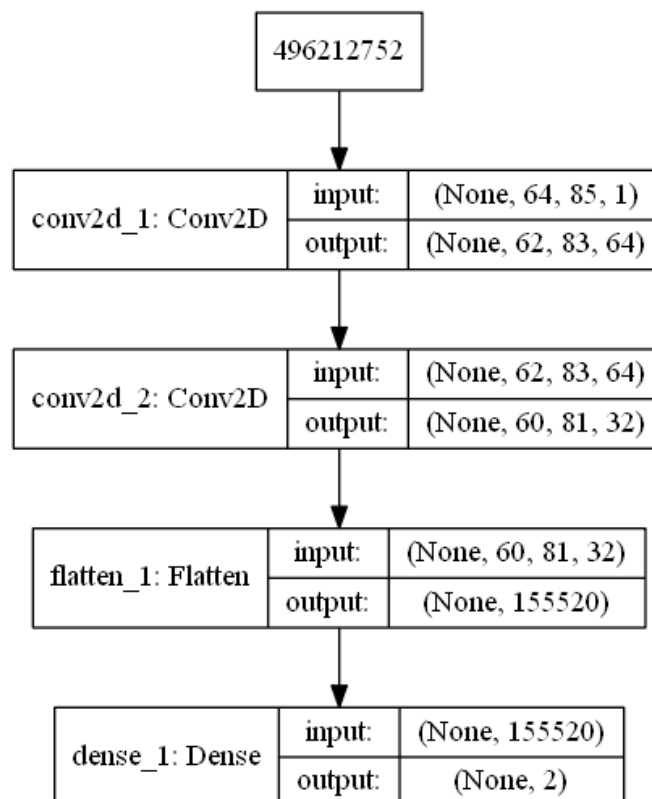 496212752
conv2d_1: Conv2D
input:
(None, 64, 85, 1)
output:
(None, 62, 83, 64)
conv2d_2: Conv2D
input:
(None, 62, 83, 64)
output:
(None, 60, 81, 32)
flatten_1: Flatten
input:
(None, 60, 81, 32)
output:
(None, 155520)
dense_1: Dense
input:
(None, 155520)
output:
(None, 2)